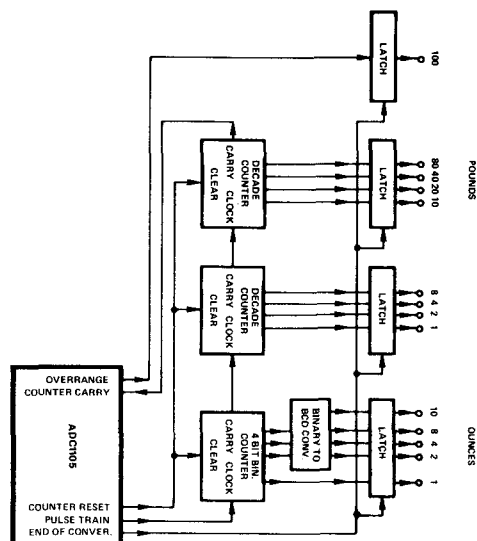 POUNDS
OUNCES
100
80 40 20 10
8 4 2 1
10 8 4 2 1
LATCH
LATCH
LATCH
LATCH
BINARY TO
BCD CONV
DECADE
COUNTER
CARRY CLOCK
CLEAR
DECADE
COUNTER
CARRY CLOCK
CLEAR
4 BIT BIN.
COUNTER
CARRY CLOCK
CLEAR
OVERRANGE
COUNTER CARRY
ADC1105
COUNTER RESET
PULSE TRAIN
END OF CONVER.